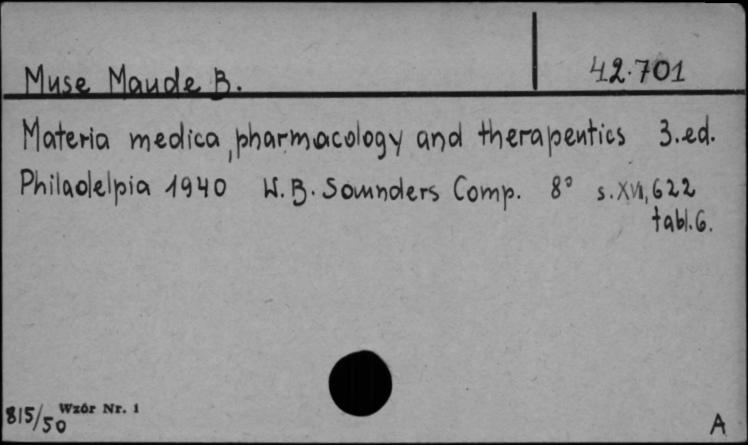 Muse Maude B. 42.701
Materia medica, pharmacology and therapeutics 3.ed.
Philadelpia 1940 W.B. Saunders Comp. 8° s.XVI,622
tabl.6.
815/50 Wzór Nr. 1
A